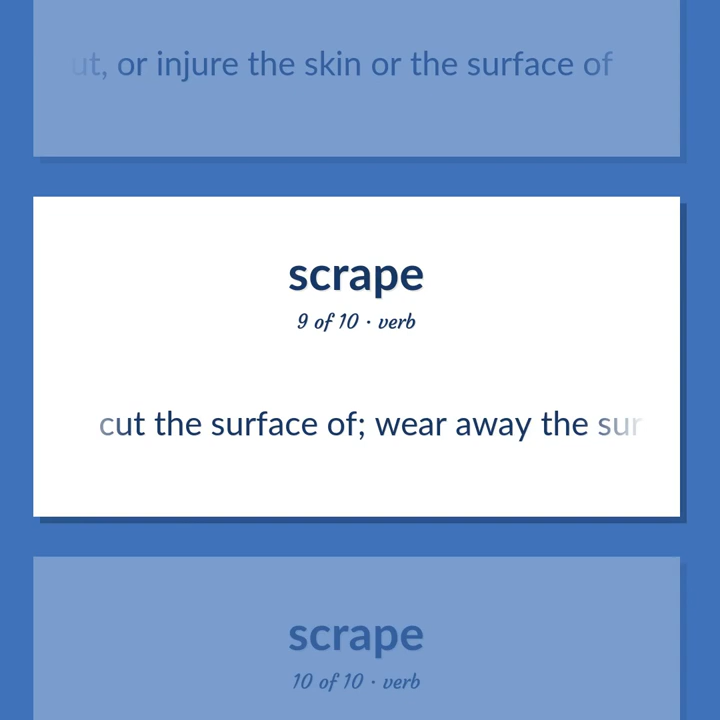 ut, or injure the skin or the surface of
scrape
9 of 10 · verb
cut the surface of; wear away the sur
scrape
10 of 10 · verb